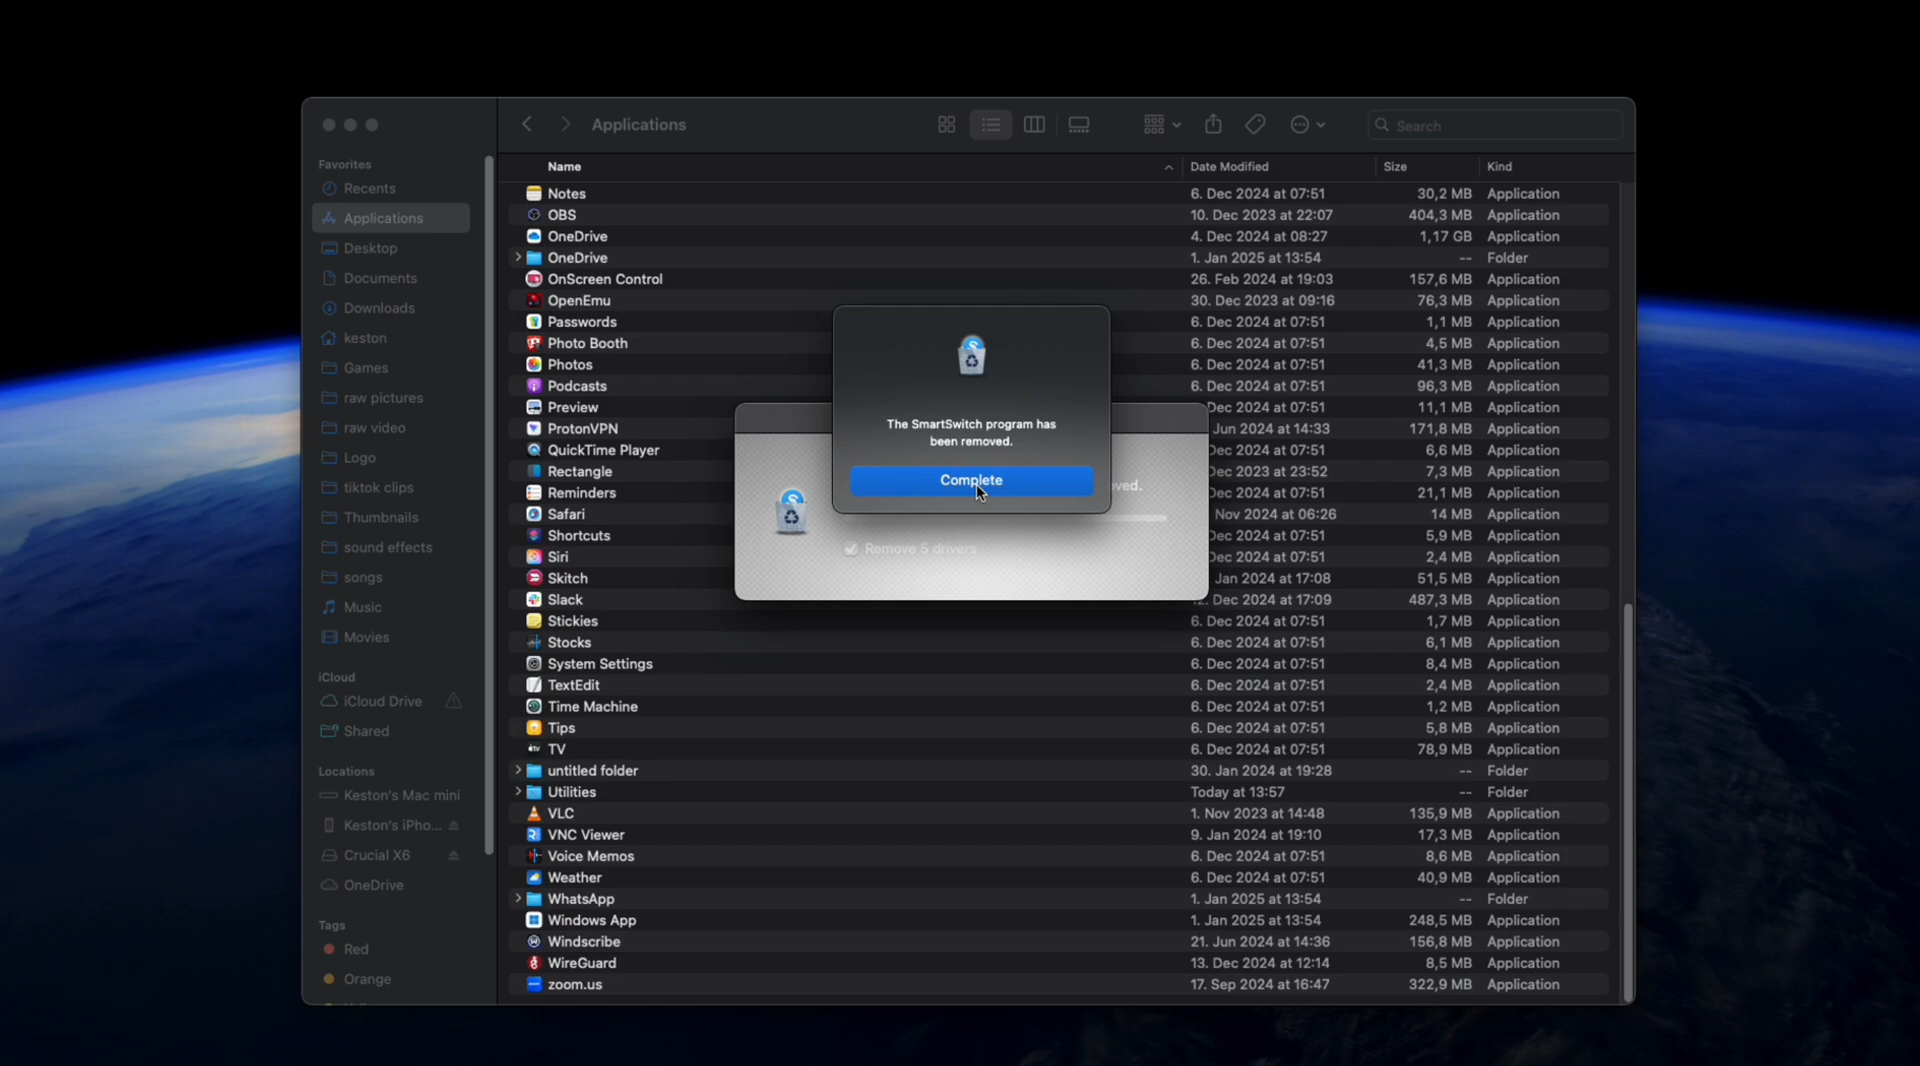 Applications
Search
Favorites
Recents
Applications
Desktop
Documents
Downloads
keston
Games
raw pictures
raw video
Logo
tiktok clips
Thumbnails
sound effects
songs
Music
Movies
iCloud
iCloud Drive
Shared
Locations
Keston's Mac mini
Keston's iPho...
Crucial X6
OneDrive
Tags
Red
Orange
Name Date Modified Size Kind
Notes 6. Dec 2024 at 07:51 30,2 MB Application
OBS 10. Dec 2023 at 22:07 404,3 MB Application
OneDrive 4. Dec 2024 at 08:27 1,17 GB Application
OneDrive 1. Jan 2025 at 13:54 -- Folder
OnScreen Control 26. Feb 2024 at 19:03 157,6 MB Application
OpenEmu 30. Dec 2023 at 09:16 76,3 MB Application
Passwords 6. Dec 2024 at 07:51 1,1 MB Application
Photo Booth 6. Dec 2024 at 07:51 4,5 MB Application
Photos 6. Dec 2024 at 07:51 41,3 MB Application
Podcasts 6. Dec 2024 at 07:51 96,3 MB Application
Preview Dec 2024 at 07:51 11,1 MB Application
ProtonVPN Jun 2024 at 14:33 171,8 MB Application
QuickTime Player Dec 2024 at 07:51 6,6 MB Application
Rectangle Dec 2023 at 23:52 7,3 MB Application
Reminders Dec 2024 at 07:51 21,1 MB Application
Safari Nov 2024 at 06:26 14 MB Application
Shortcuts Dec 2024 at 07:51 5,9 MB Application
Siri Dec 2024 at 07:51 2,4 MB Application
Skitch Jan 2024 at 17:08 51,5 MB Application
Slack 12. Dec 2024 at 17:09 487,3 MB Application
Stickies 6. Dec 2024 at 07:51 1,7 MB Application
Stocks 6. Dec 2024 at 07:51 6,1 MB Application
System Settings 6. Dec 2024 at 07:51 8,4 MB Application
TextEdit 6. Dec 2024 at 07:51 2,4 MB Application
Time Machine 6. Dec 2024 at 07:51 1,2 MB Application
Tips 6. Dec 2024 at 07:51 5,8 MB Application
TV 6. Dec 2024 at 07:51 78,9 MB Application
untitled folder 30. Jan 2024 at 19:28 -- Folder
Utilities Today at 13:57 -- Folder
VLC 1. Nov 2023 at 14:48 135,9 MB Application
VNC Viewer 9. Jan 2024 at 19:10 17,3 MB Application
Voice Memos 6. Dec 2024 at 07:51 8,6 MB Application
Weather 6. Dec 2024 at 07:51 40,9 MB Application
WhatsApp 1. Jan 2025 at 13:54 -- Folder
Windows App 1. Jan 2025 at 13:54 248,5 MB Application
Windscribe 21. Jun 2024 at 14:36 156,8 MB Application
WireGuard 13. Dec 2024 at 12:14 8,5 MB Application
zoom.us 17. Sep 2024 at 16:47 322,9 MB Application
The SmartSwitch program has
been removed.
Complete
oved.
Remove 5 drivers